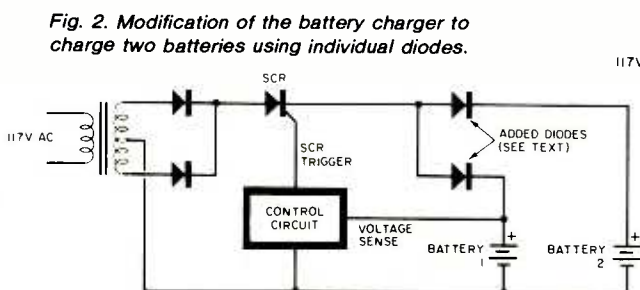 Fig. 2. Modification of the battery charger to
charge two batteries using individual diodes.
117V
SCR
117V AC
ADDED DIODES
(SEE TEXT)
SCR
TRIGGER
CONTROL
CIRCUIT
VOLTAGE
SENSE
BATTERY
1
+
BATTERY
2
+